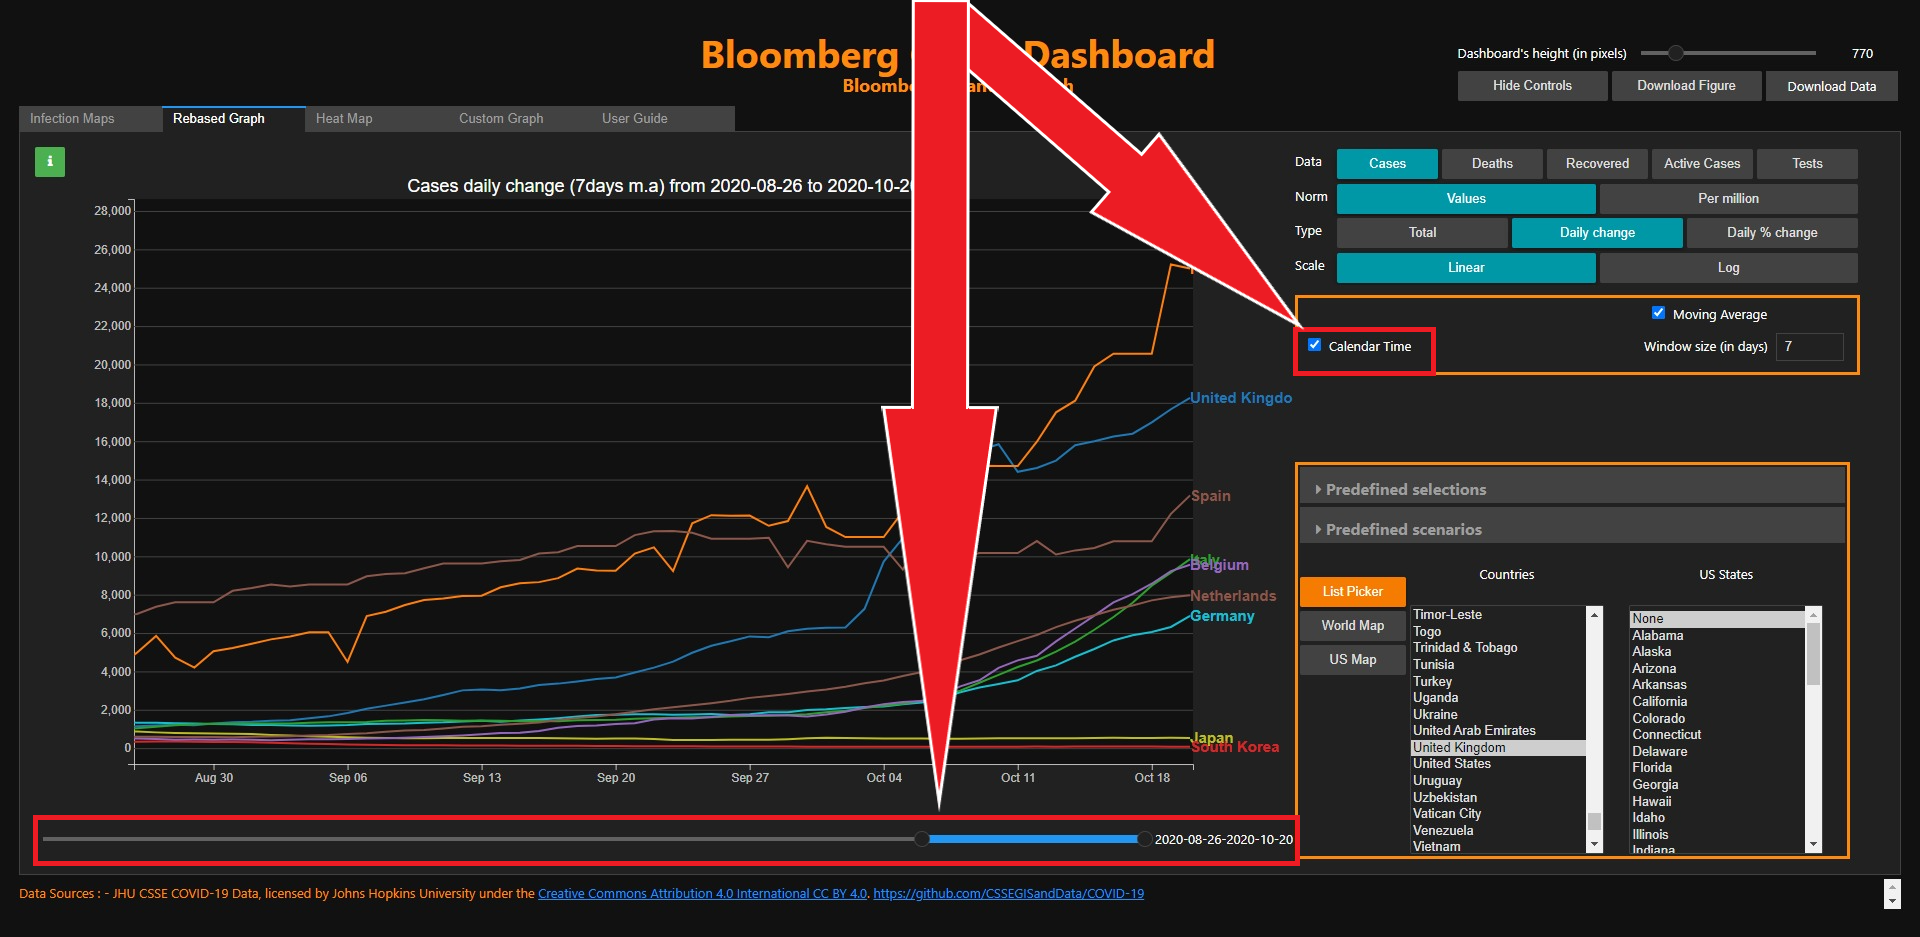 Bloomberg Dashboard
Dashboard's height (in pixels) 770
Hide Controls Download Figure Download Data
Infection Maps Rebased Graph Heat Map Custom Graph User Guide
i
Cases daily change (7days m.a) from 2020-08-26 to 2020-10-20
28,000
26,000
24,000
22,000
20,000
18,000
16,000
14,000
12,000
10,000
8,000
6,000
4,000
2,000
0
Aug 30 Sep 06 Sep 13 Sep 20 Sep 27 Oct 04 Oct 11 Oct 18
United Kingdo
Spain
Italy
Belgium
Netherlands
Germany
Japan
South Korea
2020-08-26-2020-10-20
Data Cases Deaths Recovered Active Cases Tests
Norm Values Per million
Type Total Daily change Daily % change
Scale Linear Log
Moving Average
Calendar Time
Window size (in days) 7
Predefined selections
Predefined scenarios
List Picker
World Map
US Map
Countries
Timor-Leste
Togo
Trinidad & Tobago
Tunisia
Turkey
Uganda
Ukraine
United Arab Emirates
United Kingdom
United States
Uruguay
Uzbekistan
Vatican City
Venezuela
Vietnam
US States
None
Alabama
Alaska
Arizona
Arkansas
California
Colorado
Connecticut
Delaware
Florida
Georgia
Hawaii
Idaho
Illinois
Indiana
Data Sources : - JHU CSSE COVID-19 Data, licensed by Johns Hopkins University under the Creative Commons Attribution 4.0 International CC BY 4.0. https://github.com/CSSEGISandData/COVID-19